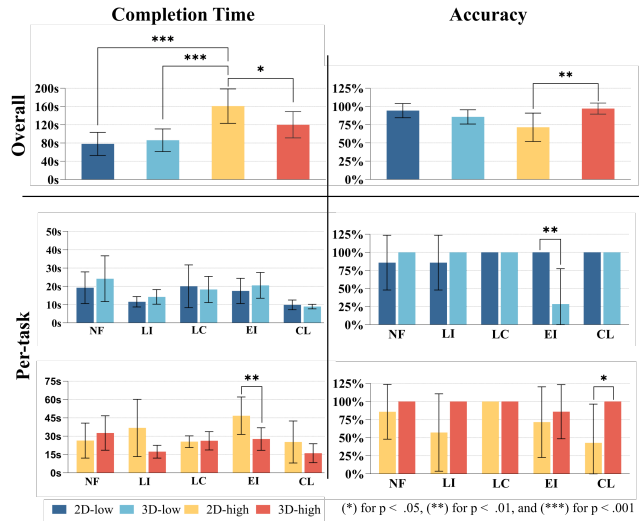 Completion Time
Accuracy
Overall
200s
160s
120s
80s
40s
0s
***
***
*
125%
100%
75%
50%
25%
0%
**
Per-task
50s
40s
30s
20s
10s
0s
NF LI LC EI CL
125%
100%
75%
50%
25%
0%
**
NF LI LC EI CL
75s
60s
45s
30s
15s
0s
**
NF LI LC EI CL
125%
100%
75%
50%
25%
0%
*
NF LI LC EI CL
2D-low 3D-low 2D-high 3D-high
(*) for p < .05, (**) for p < .01, and (***) for p < .001